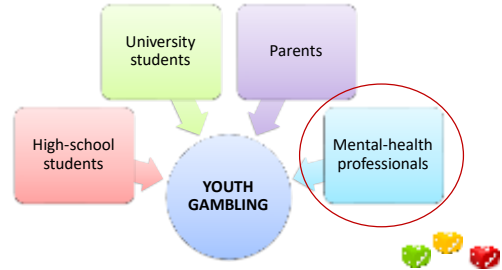 University
students
Parents
High-school
students
Mental-health
professionals
YOUTH
GAMBLING